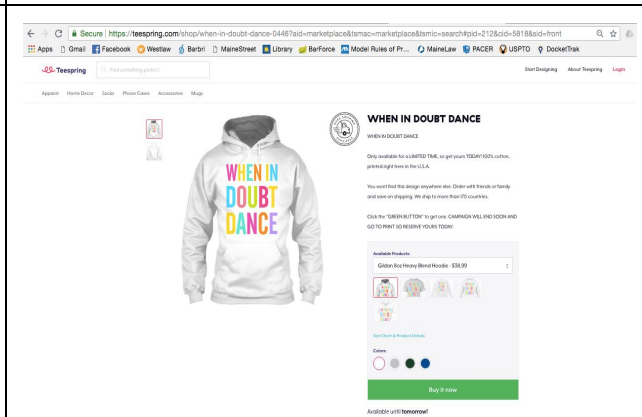 Secure | https://teespring.com/shop/when-in-doubt-dance-0446?aid=marketplace&tsmac=marketplace&tsmic=search#pid=212&cid=5818&sid=front
Apps Gmail Facebook Westlaw Barbri MaineStreet Library BarForce Model Rules of Pr... MaineLaw PACER USPTO DocketTrak
Teespring Find something perfect... Start Designing About Teespring Login
Apparel Home Decor Socks Phone Cases Accessories Mugs
WHEN IN
DOUBT
DANCE
WHEN IN DOUBT DANCE
WHEN IN DOUBT DANCE
Only available for a LIMITED TIME, so get yours TODAY! 100% cotton,
printed right here in the U.S.A.
You wont find this design anywhere else. Order with friends or family
and save on shipping. We ship to more than 170 countries.
Click the "GREEN BUTTON" to get one. CAMPAIGN WILL END SOON AND
GO TO PRINT SO RESERVE YOURS TODAY.
Available Products:
Gildan 8oz Heavy Blend Hoodie - $38.99
Size Chart & Product Details
Colors:
Buy it now
Available until tomorrow!